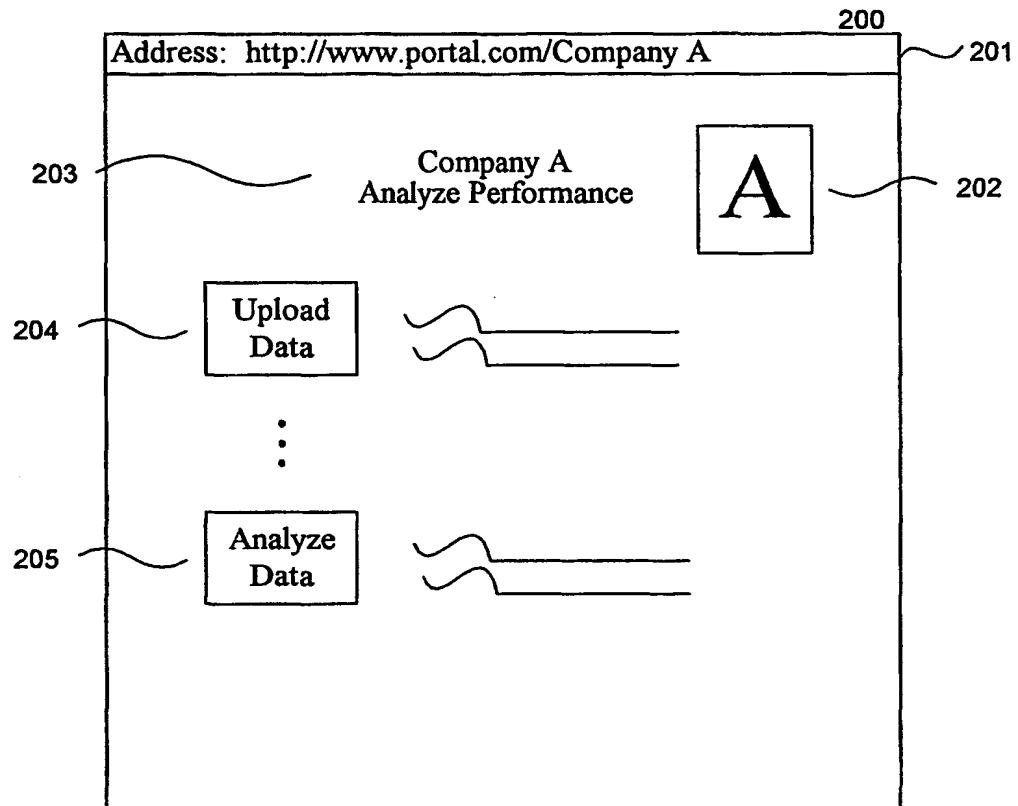 200
Address: http://www.portal.com/Company A
201
Company A
203
Analyze Performance
A
202
Upload
204
Data
Analyze
205
Data